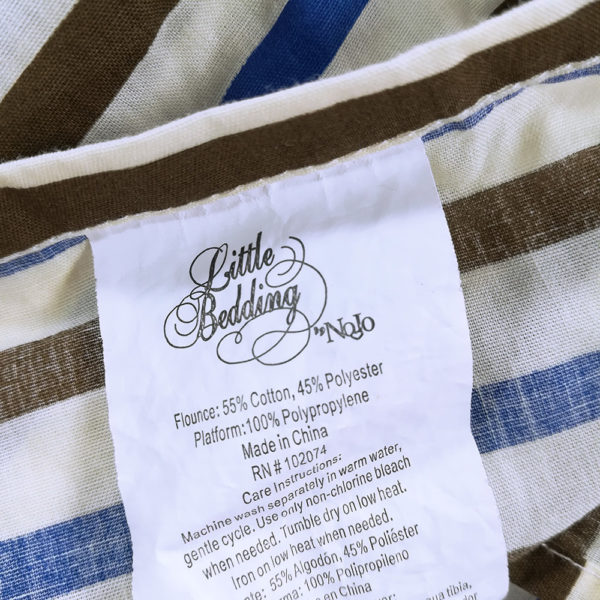 Little
Bedding
by NoJo
Flounce: 55% Cotton, 45% Polyester
Platform:100% Polypropylene
Made in China
RN # 102074
Care Instructions:
Machine wash separately in warm water,
gentle cycle. Use only non-chlorine bleach
when needed. Tumble dry on low heat.
Iron on low heat when needed.
55% Algodón, 45% Poliéster
100% Polipropileno
en China
tibia,